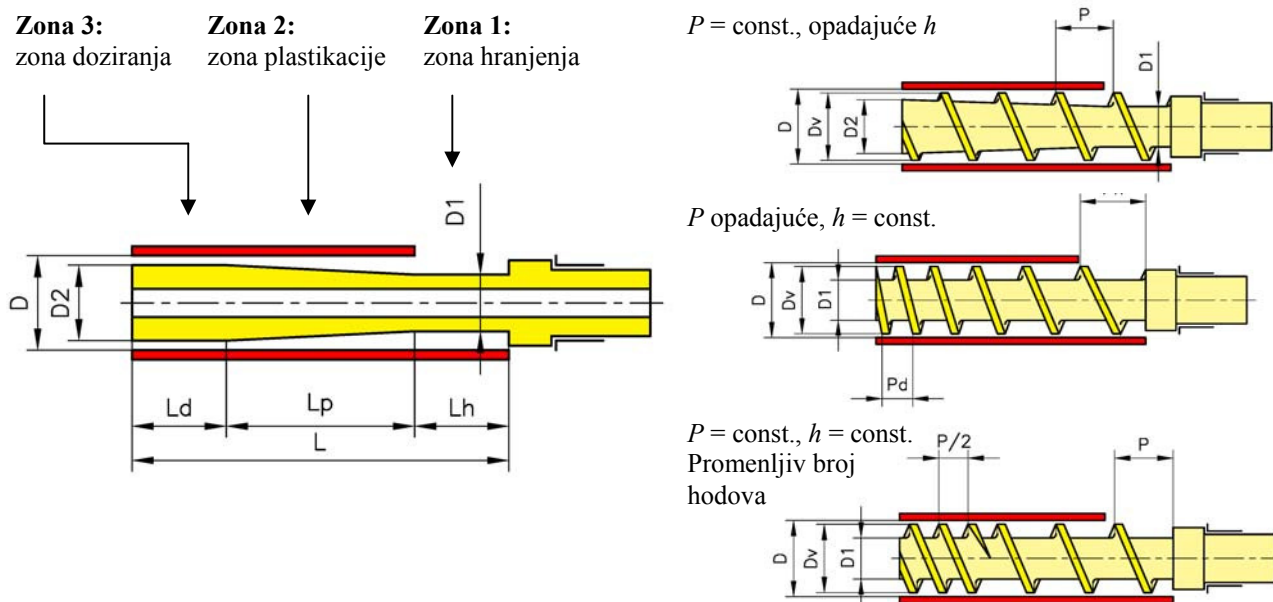 Zona 3:
zona doziranja
Zona 2:
zona plastikacije
Zona 1:
zona hranjenja
D1
D
D2
Ld
Lp
Lh
L
P = const., opadajuće h
P
D1
D
Dv
D2
P opadajuće, h = const.
D
Dv
D1
Pd
P = const., h = const.
Promenljiv broj
hodova
P/2
P
D
Dv
D1